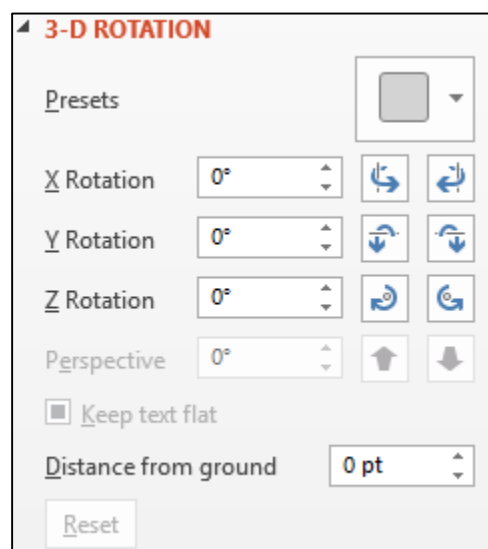 3-D ROTATION
Presets
X Rotation 0°
Y Rotation 0°
Z Rotation 0°
Perspective 0°
Keep text flat
Distance from ground 0 pt
Reset